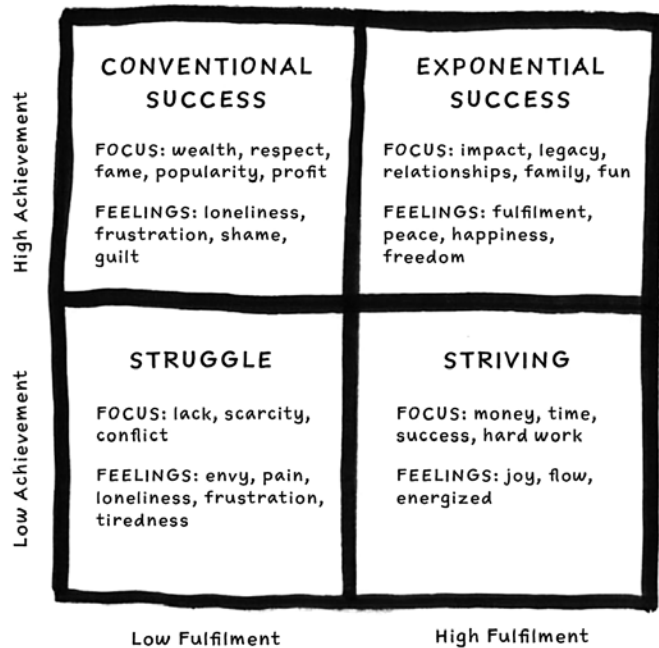 High Achievement
CONVENTIONAL
SUCCESS
FOCUS: wealth, respect,
fame, popularity, profit
FEELINGS: loneliness,
frustration, shame,
guilt
EXPONENTIAL
SUCCESS
FOCUS: impact, legacy,
relationships, family, fun
FEELINGS: fulfilment,
peace, happiness,
freedom
Low Achievement
STRUGGLE
FOCUS: lack, scarcity,
conflict
FEELINGS: envy, pain,
loneliness, frustration,
tiredness
STRIVING
FOCUS: money, time,
success, hard work
FEELINGS: joy, flow,
energized
Low Fulfilment
High Fulfilment